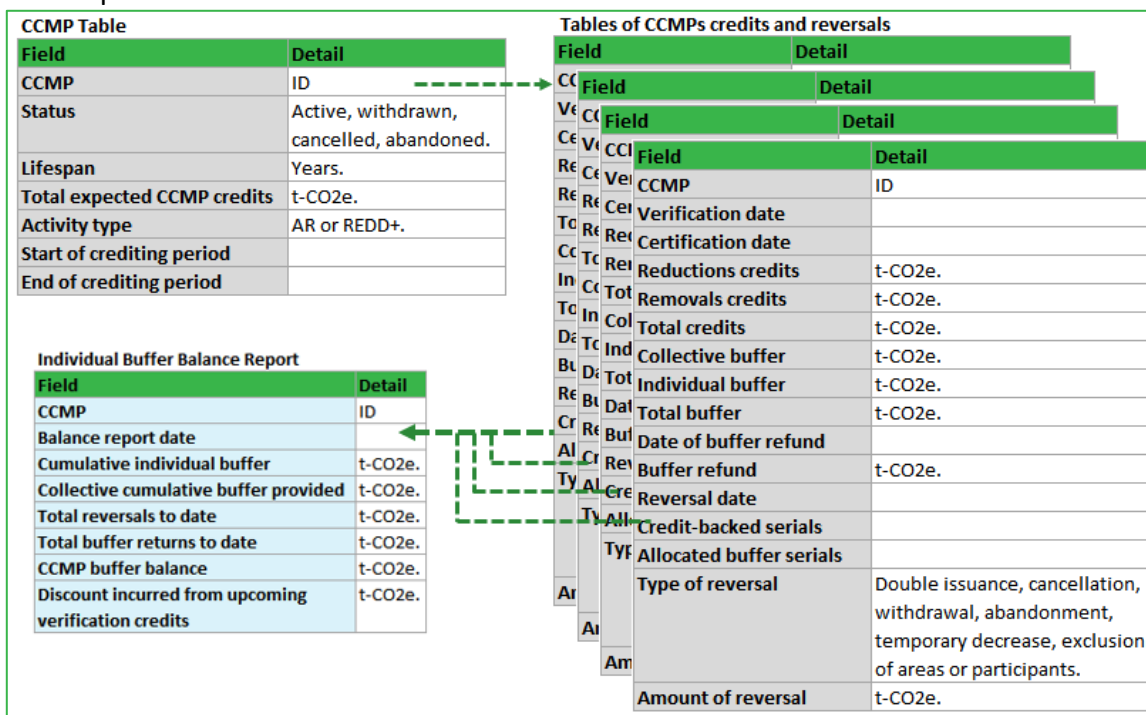 CCMP Table
Field Detail
CCMP ID
Status Active, withdrawn,
cancelled, abandoned.
Lifespan Years.
Total expected CCMP credits t-CO2e.
Activity type AR or REDD+.
Start of crediting period
End of crediting period
Individual Buffer Balance Report
Field Detail
CCMP ID
Balance report date
Cumulative individual buffer t-CO2e.
Collective cumulative buffer provided t-CO2e.
Total reversals to date t-CO2e.
Total buffer returns to date t-CO2e.
CCMP buffer balance t-CO2e.
Discount incurred from upcoming t-CO2e.
verification credits
Tables of CCMPs credits and reversals
Field Detail
Field Detail
Field Detail
Field Detail
CCMP ID
Verification date
Certification date
Reductions credits t-CO2e.
Removals credits t-CO2e.
Total credits t-CO2e.
Collective buffer t-CO2e.
Individual buffer t-CO2e.
Total buffer t-CO2e.
Date of buffer refund
Buffer refund t-CO2e.
Reversal date
Credit-backed serials
Allocated buffer serials
Type of reversal Double issuance, cancellation,
withdrawal, abandonment,
temporary decrease, exclusion
of areas or participants.
Amount of reversal t-CO2e.